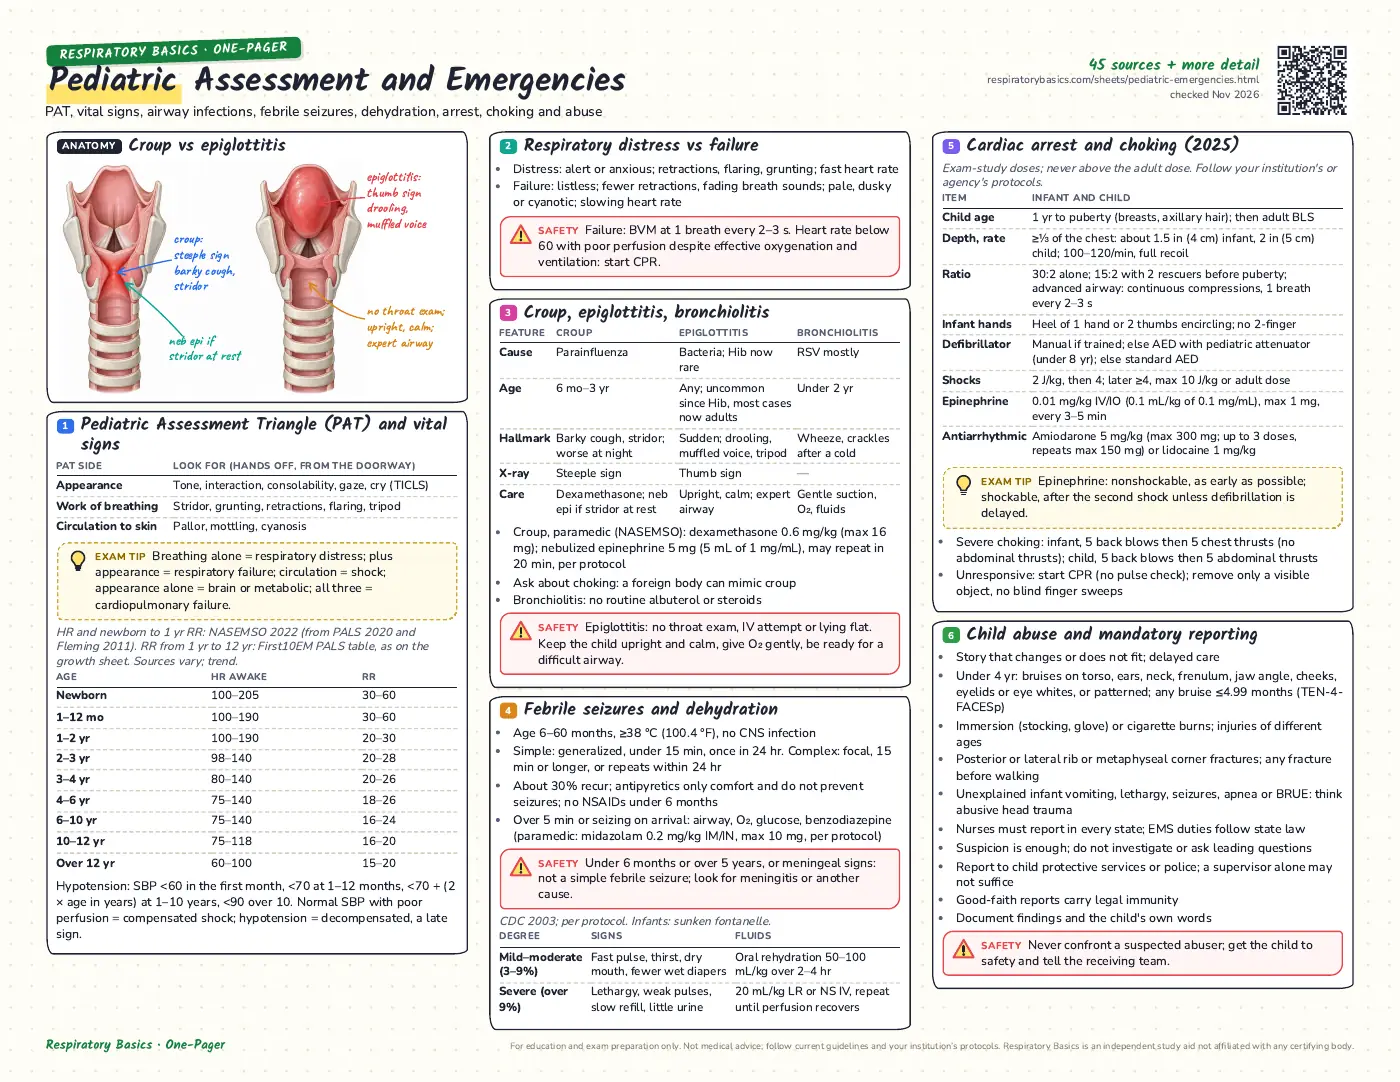 RESPIRATORY BASICS · ONE-PAGER
Pediatric Assessment and Emergencies
PAT, vital signs, airway infections, febrile seizures, dehydration, arrest, choking and abuse
45 sources + more detail
respiratorybasics.com/sheets/pediatric-emergencies.html
checked Nov 2026
ANATOMY Croup vs epiglottitis
epiglottitis:
thumb sign
drooling,
muffled voice
croup:
steeple sign
barky cough,
stridor
no throat exam;
upright, calm;
expert airway
neb epi if
stridor at rest
1 Pediatric Assessment Triangle (PAT) and vital
signs
PAT SIDE LOOK FOR (HANDS OFF, FROM THE DOORWAY)
Appearance Tone, interaction, consolability, gaze, cry (TICLS)
Work of breathing Stridor, grunting, retractions, flaring, tripod
Circulation to skin Pallor, mottling, cyanosis
EXAM TIP Breathing alone = respiratory distress; plus
appearance = respiratory failure; circulation = shock;
appearance alone = brain or metabolic; all three =
cardiopulmonary failure.
HR and newborn to 1 yr RR: NASEMSO 2022 (from PALS 2020 and
Fleming 2011). RR from 1 yr to 12 yr: First10EM PALS table, as on the
growth sheet. Sources vary; trend.
AGE HR AWAKE RR
Newborn 100–205 30–60
1–12 mo 100–190 30–60
1–2 yr 100–190 20–30
2–3 yr 98–140 20–28
3–4 yr 80–140 20–26
4–6 yr 75–140 18–26
6–10 yr 75–140 16–24
10–12 yr 75–118 16–20
Over 12 yr 60–100 15–20
Hypotension: SBP <60 in the first month, <70 at 1–12 months, <70 + (2
× age in years) at 1–10 years, <90 over 10. Normal SBP with poor
perfusion = compensated shock; hypotension = decompensated, a late
sign.
2 Respiratory distress vs failure
• Distress: alert or anxious; retractions, flaring, grunting; fast heart rate
• Failure: listless; fewer retractions, fading breath sounds; pale, dusky
or cyanotic; slowing heart rate
SAFETY Failure: BVM at 1 breath every 2–3 s. Heart rate below
60 with poor perfusion despite effective oxygenation and
ventilation: start CPR.
3 Croup, epiglottitis, bronchiolitis
FEATURE CROUP EPIGLOTTITIS BRONCHIOLITIS
Cause Parainfluenza Bacteria; Hib now RSV mostly
rare
Age 6 mo–3 yr Any; uncommon Under 2 yr
since Hib, most cases
now adults
Hallmark Barky cough, stridor; Sudden; drooling, Wheeze, crackles
worse at night muffled voice, tripod after a cold
X-ray Steeple sign Thumb sign —
Care Dexamethasone; neb Upright, calm; expert Gentle suction,
epi if stridor at rest airway O₂, fluids
• Croup, paramedic (NASEMSO): dexamethasone 0.6 mg/kg (max 16
mg); nebulized epinephrine 5 mg (5 mL of 1 mg/mL), may repeat in
20 min, per protocol
• Ask about choking: a foreign body can mimic croup
• Bronchiolitis: no routine albuterol or steroids
SAFETY Epiglottitis: no throat exam, IV attempt or lying flat.
Keep the child upright and calm, give O₂ gently, be ready for a
difficult airway.
4 Febrile seizures and dehydration
• Age 6–60 months, ≥38 °C (100.4 °F), no CNS infection
• Simple: generalized, under 15 min, once in 24 hr. Complex: focal, 15
min or longer, or repeats within 24 hr
• About 30% recur; antipyretics only comfort and do not prevent
seizures; no NSAIDs under 6 months
• Over 5 min or seizing on arrival: airway, O₂, glucose, benzodiazepine
(paramedic: midazolam 0.2 mg/kg IM/IN, max 10 mg, per protocol)
SAFETY Under 6 months or over 5 years, or meningeal signs:
not a simple febrile seizure; look for meningitis or another
cause.
CDC 2003; per protocol. Infants: sunken fontanelle.
DEGREE SIGNS FLUIDS
Mild–moderate Fast pulse, thirst, dry Oral rehydration 50–100
(3–9%) mouth, fewer wet diapers mL/kg over 2–4 hr
Severe (over Lethargy, weak pulses, 20 mL/kg LR or NS IV, repeat
9%) slow refill, little urine until perfusion recovers
5 Cardiac arrest and choking (2025)
Exam-study doses; never above the adult dose. Follow your institution's or
agency's protocols.
ITEM INFANT AND CHILD
Child age 1 yr to puberty (breasts, axillary hair); then adult BLS
Depth, rate ≥⅓ of the chest: about 1.5 in (4 cm) infant, 2 in (5 cm)
child; 100–120/min, full recoil
Ratio 30:2 alone; 15:2 with 2 rescuers before puberty;
advanced airway: continuous compressions, 1 breath
every 2–3 s
Infant hands Heel of 1 hand or 2 thumbs encircling; no 2-finger
Defibrillator Manual if trained; else AED with pediatric attenuator
(under 8 yr); else standard AED
Shocks 2 J/kg, then 4; later ≥4, max 10 J/kg or adult dose
Epinephrine 0.01 mg/kg IV/IO (0.1 mL/kg of 0.1 mg/mL), max 1 mg,
every 3–5 min
Antiarrhythmic Amiodarone 5 mg/kg (max 300 mg; up to 3 doses,
repeats max 150 mg) or lidocaine 1 mg/kg
EXAM TIP Epinephrine: nonshockable, as early as possible;
shockable, after the second shock unless defibrillation is
delayed.
• Severe choking: infant, 5 back blows then 5 chest thrusts (no
abdominal thrusts); child, 5 back blows then 5 abdominal thrusts
• Unresponsive: start CPR (no pulse check); remove only a visible
object, no blind finger sweeps
6 Child abuse and mandatory reporting
• Story that changes or does not fit; delayed care
• Under 4 yr: bruises on torso, ears, neck, frenulum, jaw angle, cheeks,
eyelids or eye whites, or patterned; any bruise ≤4.99 months (TEN-4-
FACESp)
• Immersion (stocking, glove) or cigarette burns; injuries of different
ages
• Posterior or lateral rib or metaphyseal corner fractures; any fracture
before walking
• Unexplained infant vomiting, lethargy, seizures, apnea or BRUE: think
abusive head trauma
• Nurses must report in every state; EMS duties follow state law
• Suspicion is enough; do not investigate or ask leading questions
• Report to child protective services or police; a supervisor alone may
not suffice
• Good-faith reports carry legal immunity
• Document findings and the child's own words
SAFETY Never confront a suspected abuser; get the child to
safety and tell the receiving team.
Respiratory Basics · One-Pager
For education and exam preparation only. Not medical advice; follow current guidelines and your institution's protocols. Respiratory Basics is an independent study aid not affiliated with any certifying body.